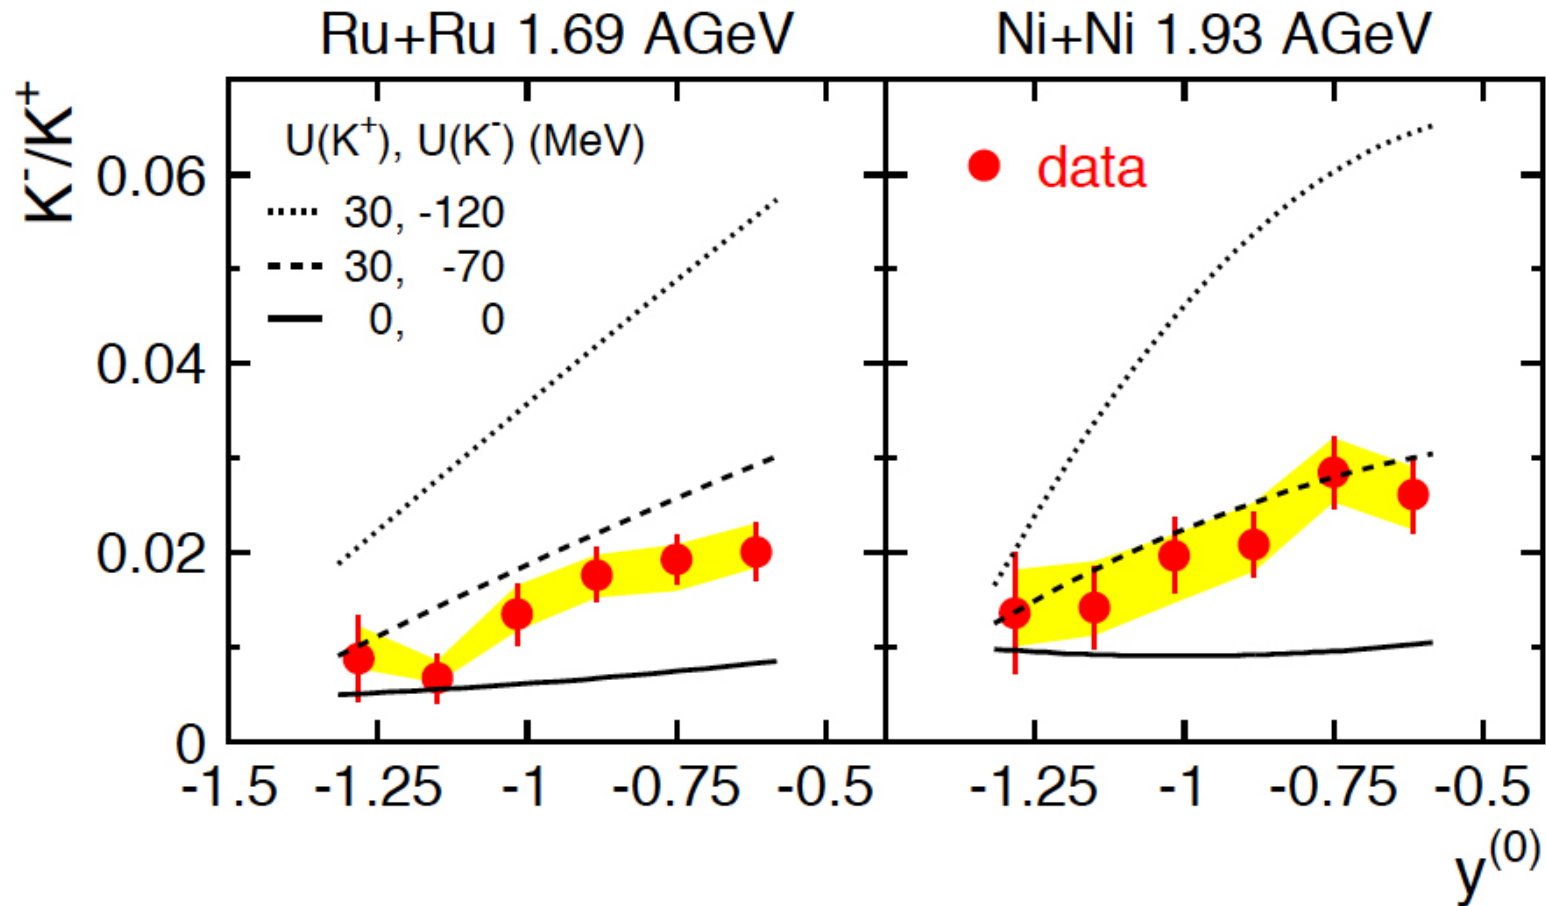 Ru+Ru 1.69 AGeV
Ni+Ni 1.93 AGeV
K⁻/K⁺
U(K⁺), U(K⁻) (MeV)
30, -120
30, -70
0, 0
data
0.06
0.04
0.02
0
-1.5 -1.25 -1 -0.75 -0.5
-1.25 -1 -0.75 -0.5
y⁽⁰⁾